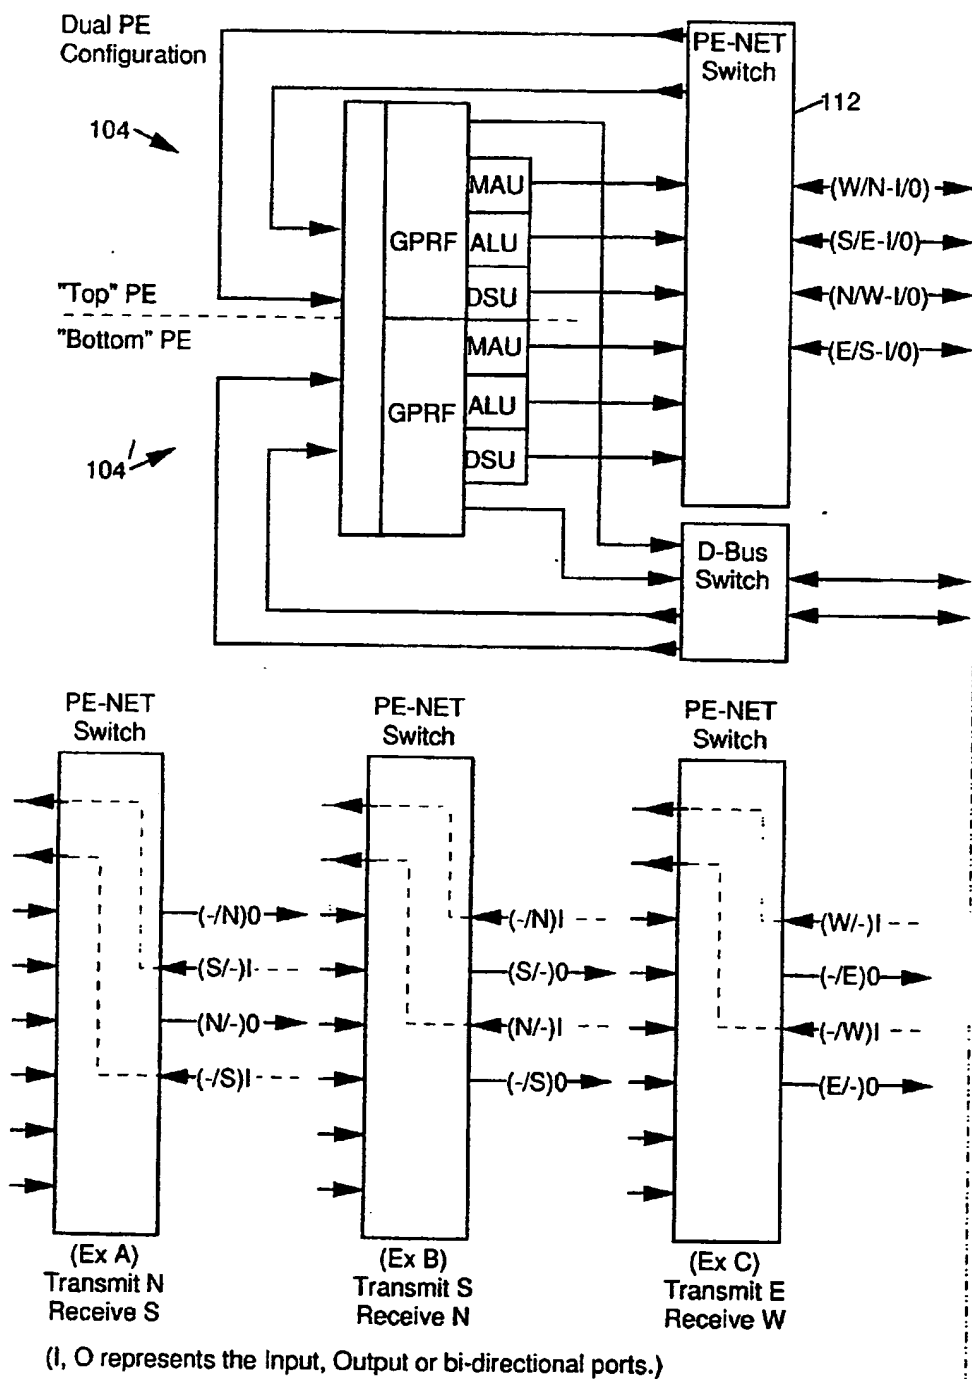 Dual PE
Configuration
PE-NET
Switch
112
104
MAU
(W/N-I/0)
GPRF
ALU
(S/E-I/0)
"Top" PE
DSU
(N/W-I/0)
"Bottom" PE
MAU
(E/S-I/0)
GPRF
ALU
104'
DSU
D-Bus
Switch
PE-NET
Switch
PE-NET
Switch
PE-NET
Switch
(-/N)0
(-/N)I
(W/-)I
(S/-)I
(S/-)0
(-/E)0
(N/-)0
(N/-)I
(-/W)I
(-/S)I
(-/S)0
(E/-)0
(Ex A)
Transmit N
Receive S
(Ex B)
Transmit S
Receive N
(Ex C)
Transmit E
Receive W
(I, O represents the Input, Output or bi-directional ports.)